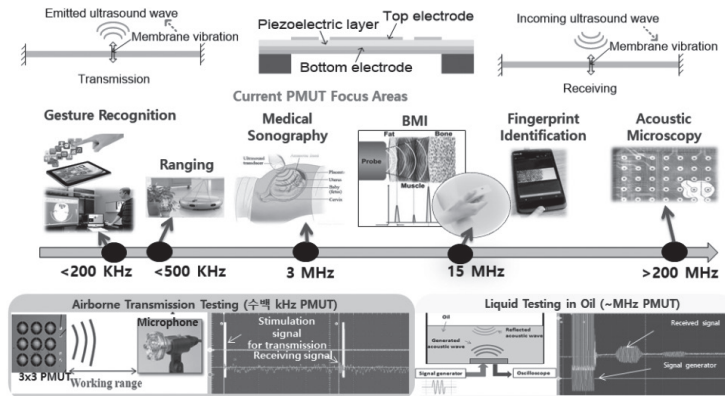 Emitted ultrasound wave
Membrane vibration
Transmission
Piezoelectric layer
Top electrode
Bottom electrode
Incoming ultrasound wave
Membrane vibration
Receiving
Current PMUT Focus Areas
Gesture Recognition
Ranging
Medical
Sonography
BMI
Fingerprint
Identification
Acoustic
Microscopy
Fat
Bone
Probe
Muscle
<200 KHz
<500 KHz
3 MHz
15 MHz
>200 MHz
Airborne Transmission Testing (수백 kHz PMUT)
Microphone
3x3 PMUT
Working range
Stimulation
signal
for transmission
Receiving signal
Liquid Testing in Oil (~MHz PMUT)
Oil
Generated
acoustic wave
Reflected
acoustic wave
Signal generator
Oscilloscope
Received signal
Signal generator